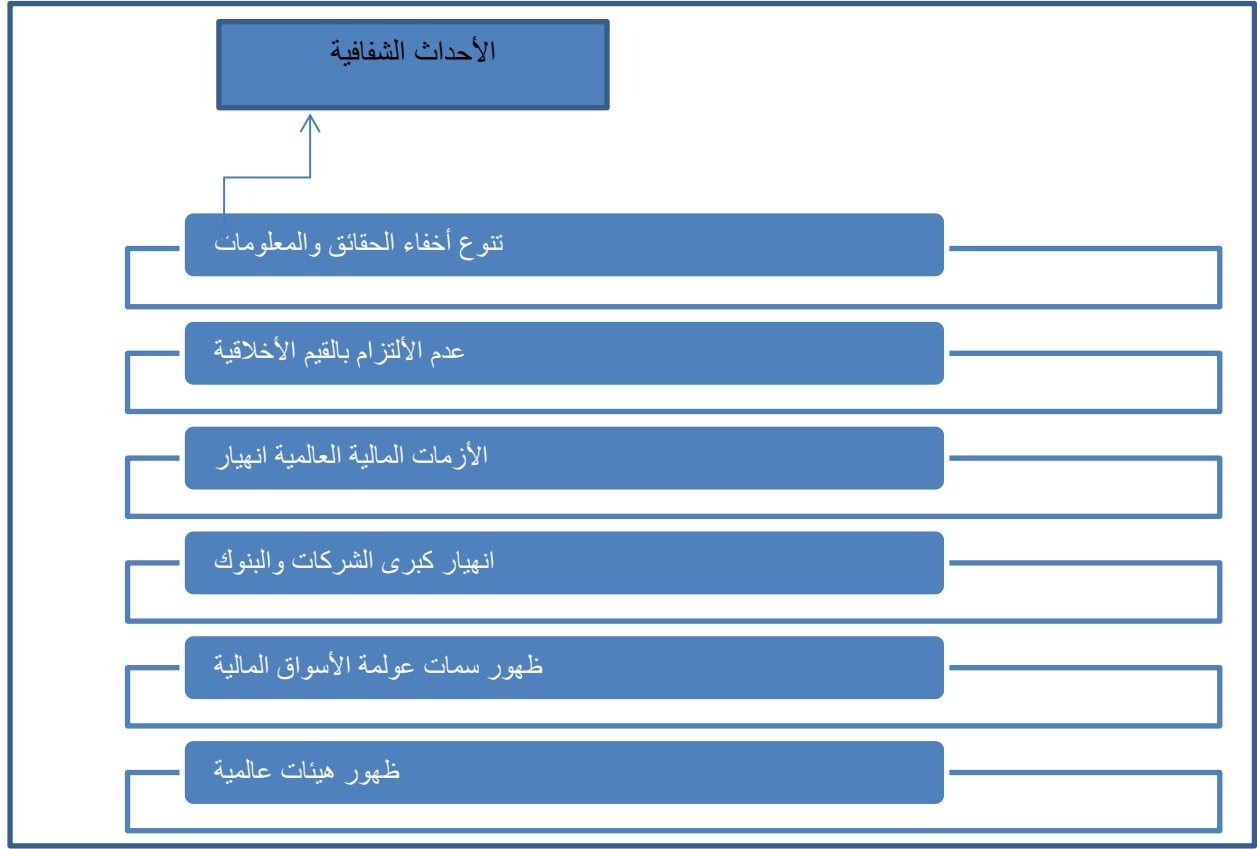 الأحداث الشفافية
تنوع أخفاء الحقائق والمعلومات
عدم الألتزام بالقيم الأخلاقية
الأزمات المالية العالمية انهيار
انهيار كبرى الشركات والبنوك
ظهور سمات عولمة الأسواق المالية
ظهور هيئات عالمية